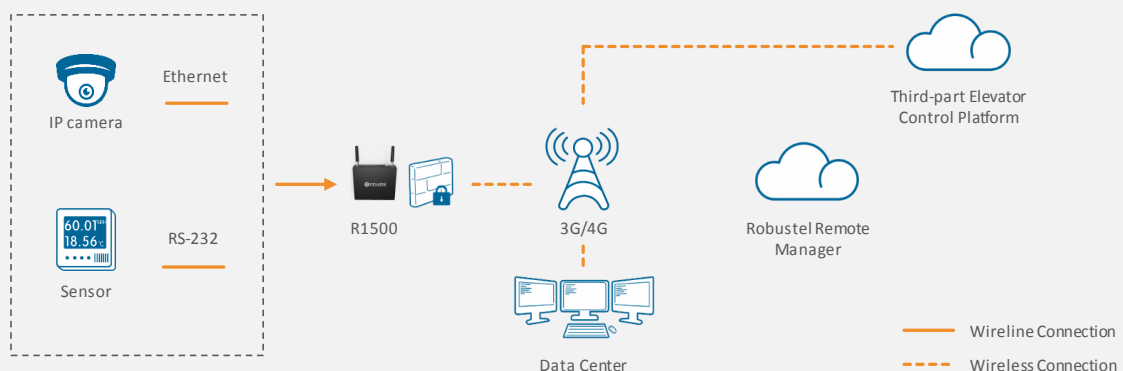 Ethernet
IP camera
60.01
18.56
RS-232
Sensor
robustel
R1500
3G/4G
Data Center
Third-part Elevator
Control Platform
Robustel Remote
Manager
Wireline Connection
Wireless Connection